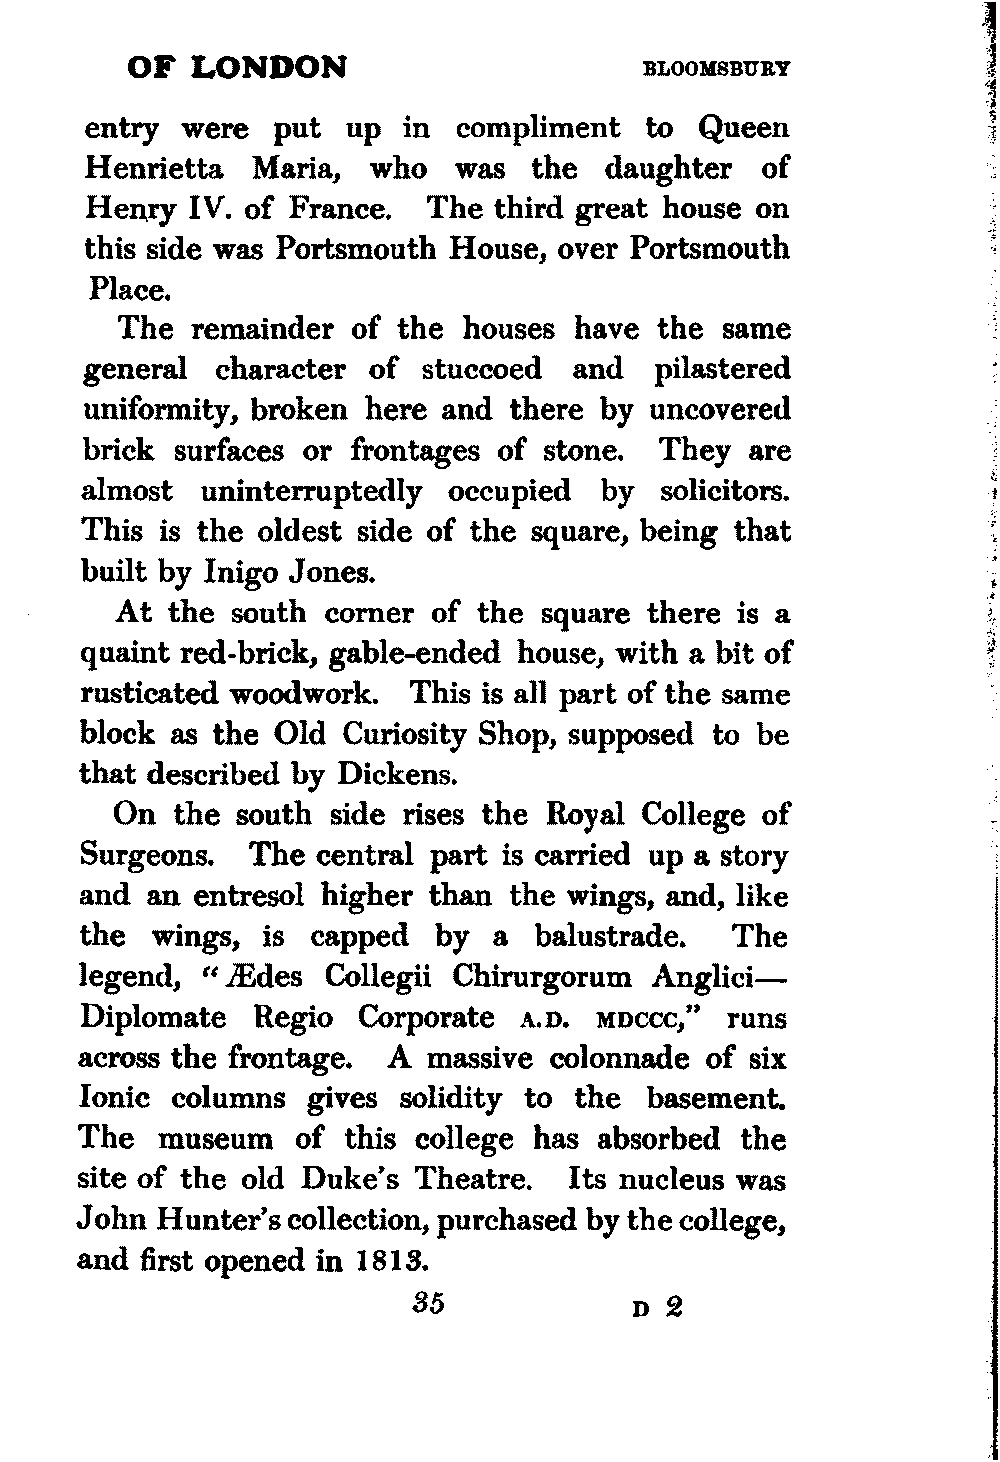 OF LONDON BLOOMSBURY
entry were put up in compliment to Queen
Henrietta Maria, who was the daughter of
Henry IV. of France. The third great house on
this side was Portsmouth House, over Portsmouth
Place.
The remainder of the houses have the same
general character of stuccoed and pilastered
uniformity, broken here and there by uncovered
brick surfaces or frontages of stone. They are
almost uninterruptedly occupied by solicitors.
This is the oldest side of the square, being that
built by Inigo Jones.
At the south corner of the square there is a
quaint red-brick, gable-ended house, with a bit of
rusticated woodwork. This is all part of the same
block as the Old Curiosity Shop, supposed to be
that described by Dickens.
On the south side rises the Royal College of
Surgeons. The central part is carried up a story
and an entresol higher than the wings, and, like
the wings, is capped by a balustrade. The
legend, “Ædes Collegii Chirurgorum Anglici—
Diplomate Regio Corporate A.D. MDCCC,” runs
across the frontage. A massive colonnade of six
Ionic columns gives solidity to the basement.
The museum of this college has absorbed the
site of the old Duke's Theatre. Its nucleus was
John Hunter's collection, purchased by the college,
and first opened in 1813.
35 D 2